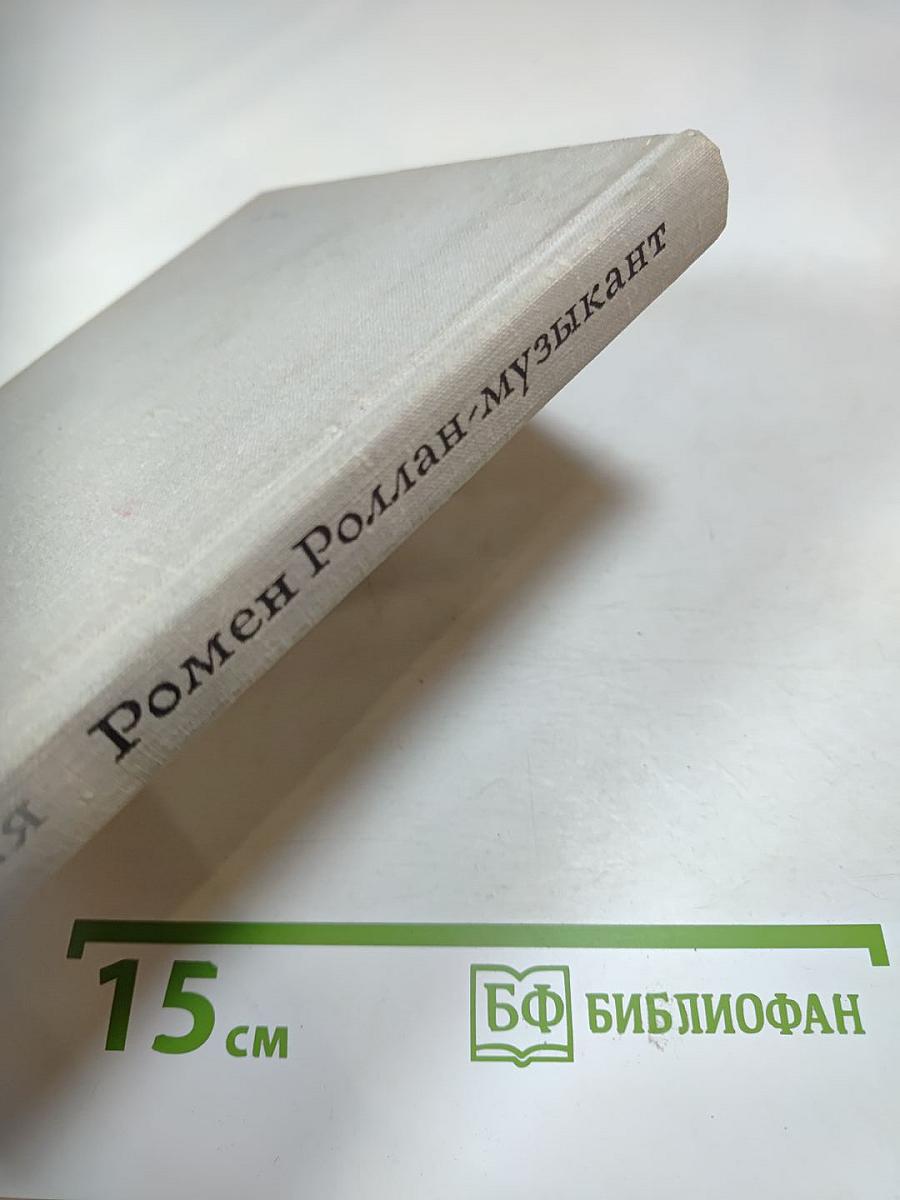 Ромен Роллан-музыкант
15 см
БФ БИБЛИОФАН